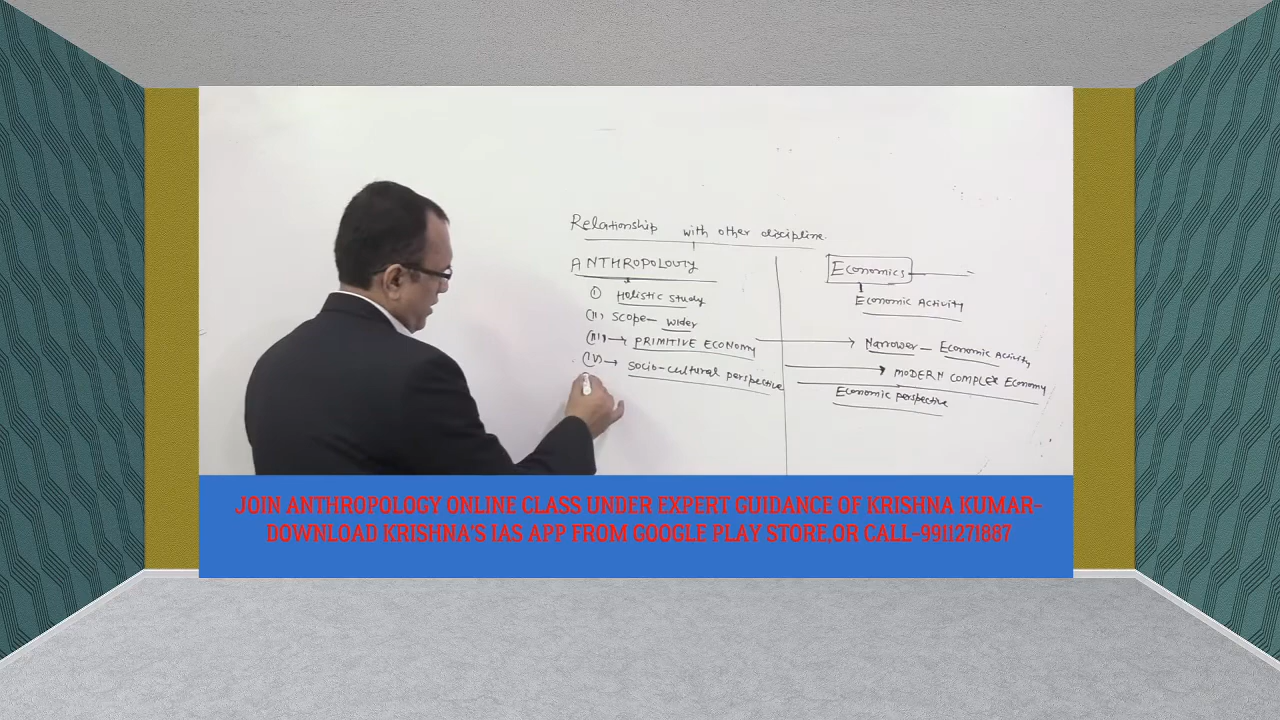 Relationship with other discipline.
ANTHROPOLOGY
(I) Holistic study
(II) Scope— wider
(III) → PRIMITIVE ECONOMY
(IV) → Socio-cultural perspective
Economics
Economic Activity
Narrower — Economic Activity
MODERN COMPLEX Economy
Economic perspective
JOIN ANTHROPOLOGY ONLINE CLASS UNDER EXPERT GUIDANCE OF KRISHNA KUMAR-
DOWNLOAD KRISHNA'S IAS APP FROM GOOGLE PLAY STORE,OR CALL-9911271887